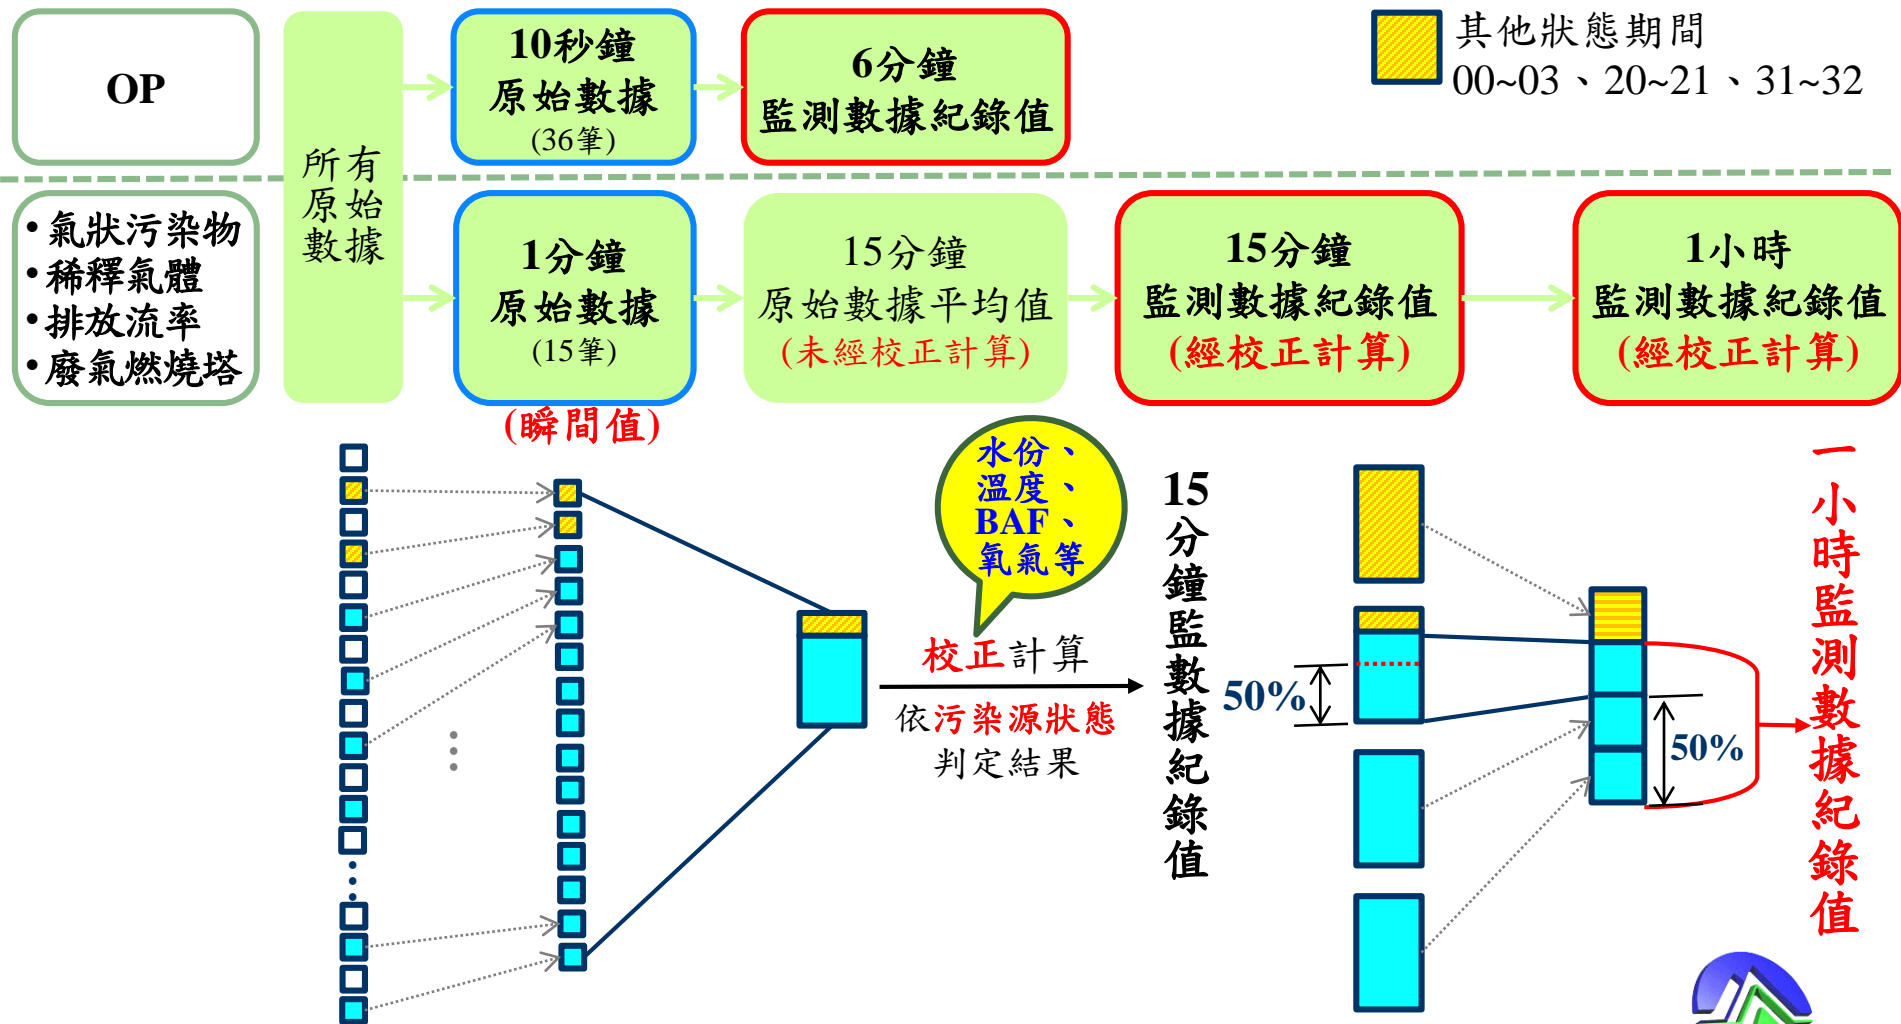 OP
所有
原始
數據
10秒鐘
原始數據
(36筆)
6分鐘
監測數據紀錄值
其他狀態期間
00~03、20~21、31~32
•氣狀污染物
•稀釋氣體
•排放流率
•廢氣燃燒塔
1分鐘
原始數據
(15筆)
(瞬間值)
15分鐘
原始數據平均值
(未經校正計算)
15分鐘
監測數據紀錄值
(經校正計算)
1小時
監測數據紀錄值
(經校正計算)
水份、
溫度、
BAF、
氧氣等
校正計算
依污染源狀態
判定結果
15分鐘監數據紀錄值
50%
50%
一小時監測數據紀錄值